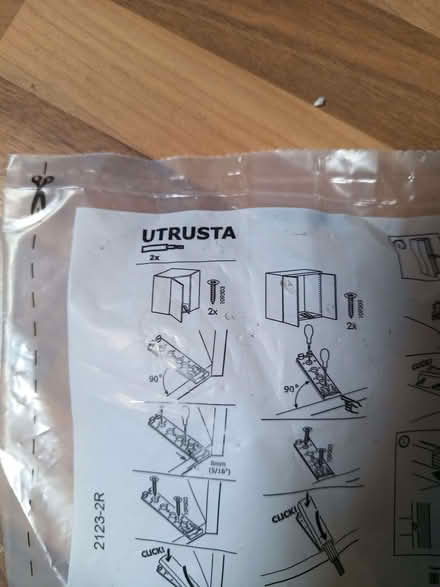 UTRUSTA
2x
2x
2x
90°
90°
8mm
(5/16")
2123-2R
CLICK!
CLICK!